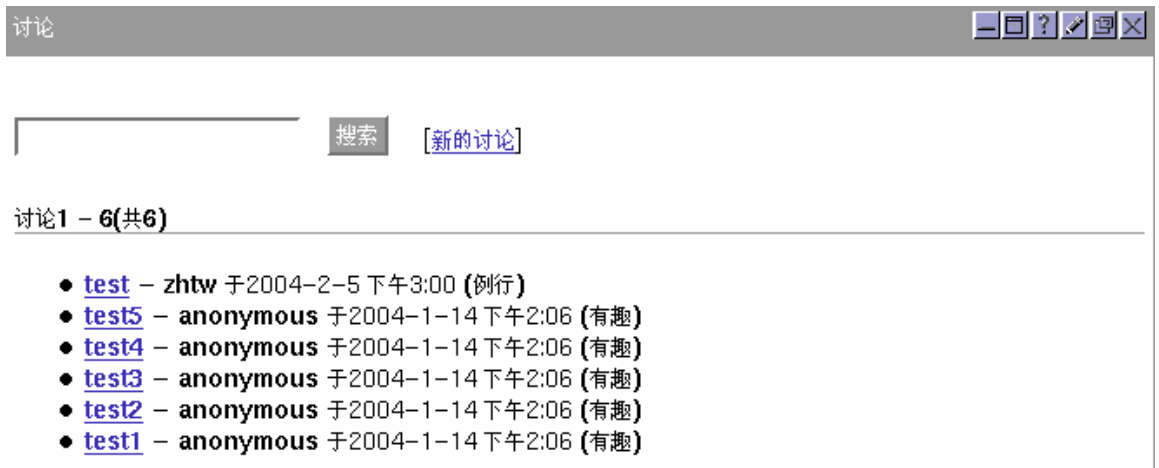 讨论
搜索 [新的讨论]
讨论1 - 6(共6)
test - zhtw 于2004-2-5 下午3:00 (例行)
test5 - anonymous 于2004-1-14 下午2:06 (有趣)
test4 - anonymous 于2004-1-14 下午2:06 (有趣)
test3 - anonymous 于2004-1-14 下午2:06 (有趣)
test2 - anonymous 于2004-1-14 下午2:06 (有趣)
test1 - anonymous 于2004-1-14 下午2:06 (有趣)